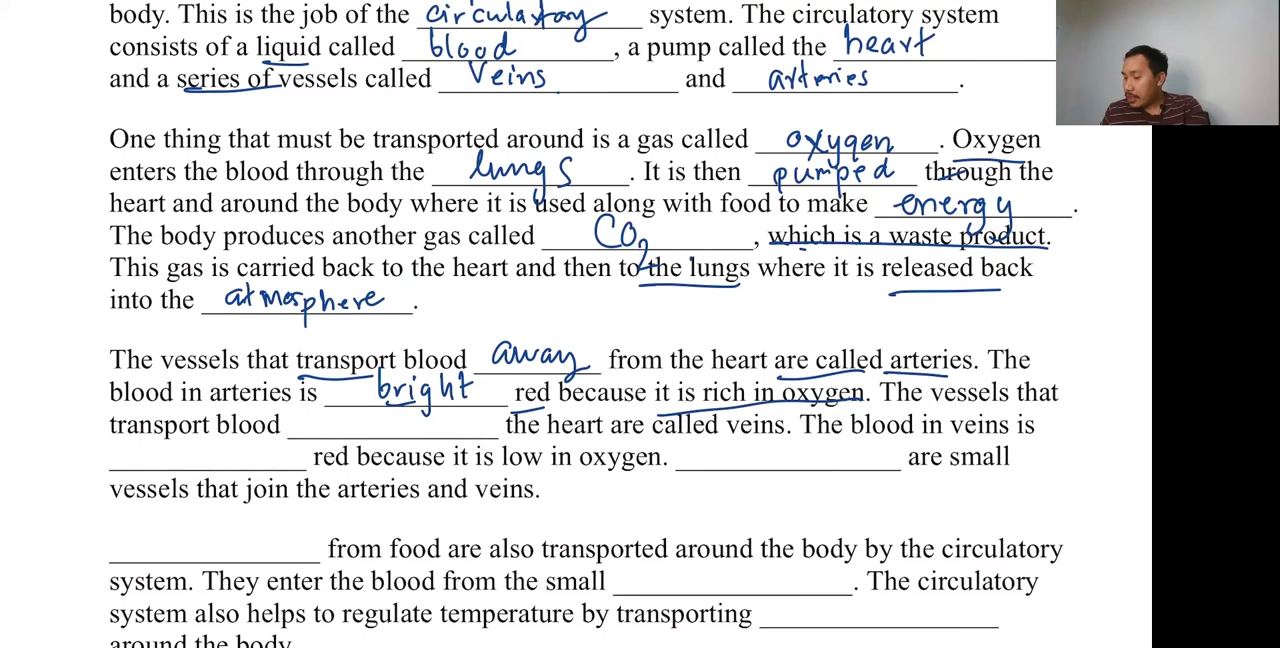 body. This is the job of the circulatory system. The circulatory system
consists of a liquid called blood, a pump called the heart
and a series of vessels called Veins and arteries.
One thing that must be transported around is a gas called oxygen. Oxygen
enters the blood through the lungs. It is then pumped through the
heart and around the body where it is used along with food to make energy.
The body produces another gas called CO2, which is a waste product.
This gas is carried back to the heart and then to the lungs where it is released back
into the atmosphere.
The vessels that transport blood away from the heart are called arteries. The
blood in arteries is bright red because it is rich in oxygen. The vessels that
transport blood ____ the heart are called veins. The blood in veins is
____ red because it is low in oxygen. ____ are small
vessels that join the arteries and veins.
____ from food are also transported around the body by the circulatory
system. They enter the blood from the small ____. The circulatory
system also helps to regulate temperature by transporting ____
around the body.